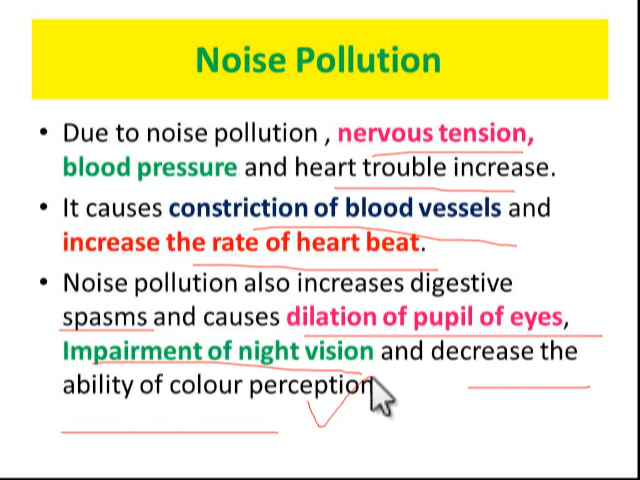 Noise Pollution
• Due to noise pollution , nervous tension,
blood pressure and heart trouble increase.
• It causes constriction of blood vessels and
increase the rate of heart beat.
• Noise pollution also increases digestive
spasms and causes dilation of pupil of eyes,
Impairment of night vision and decrease the
ability of colour perception